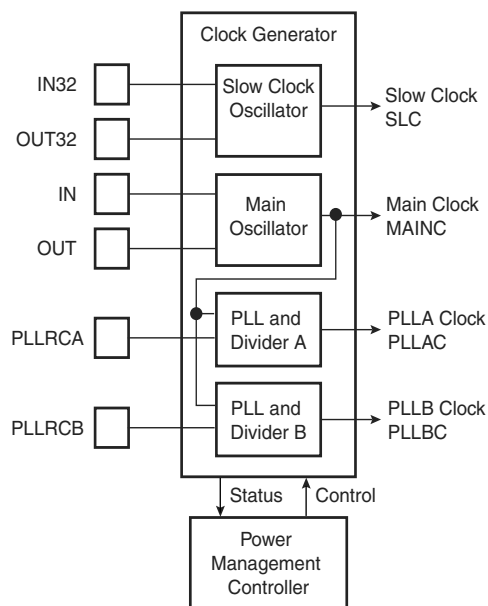 Clock Generator
IN32
Slow Clock
Oscillator
Slow Clock
SLC
OUT32
IN
Main
Oscillator
Main Clock
MAINC
OUT
PLLRCA
PLL and
Divider A
PLLA Clock
PLLAC
PLLRCB
PLL and
Divider B
PLLB Clock
PLLBC
Status
Control
Power
Management
Controller